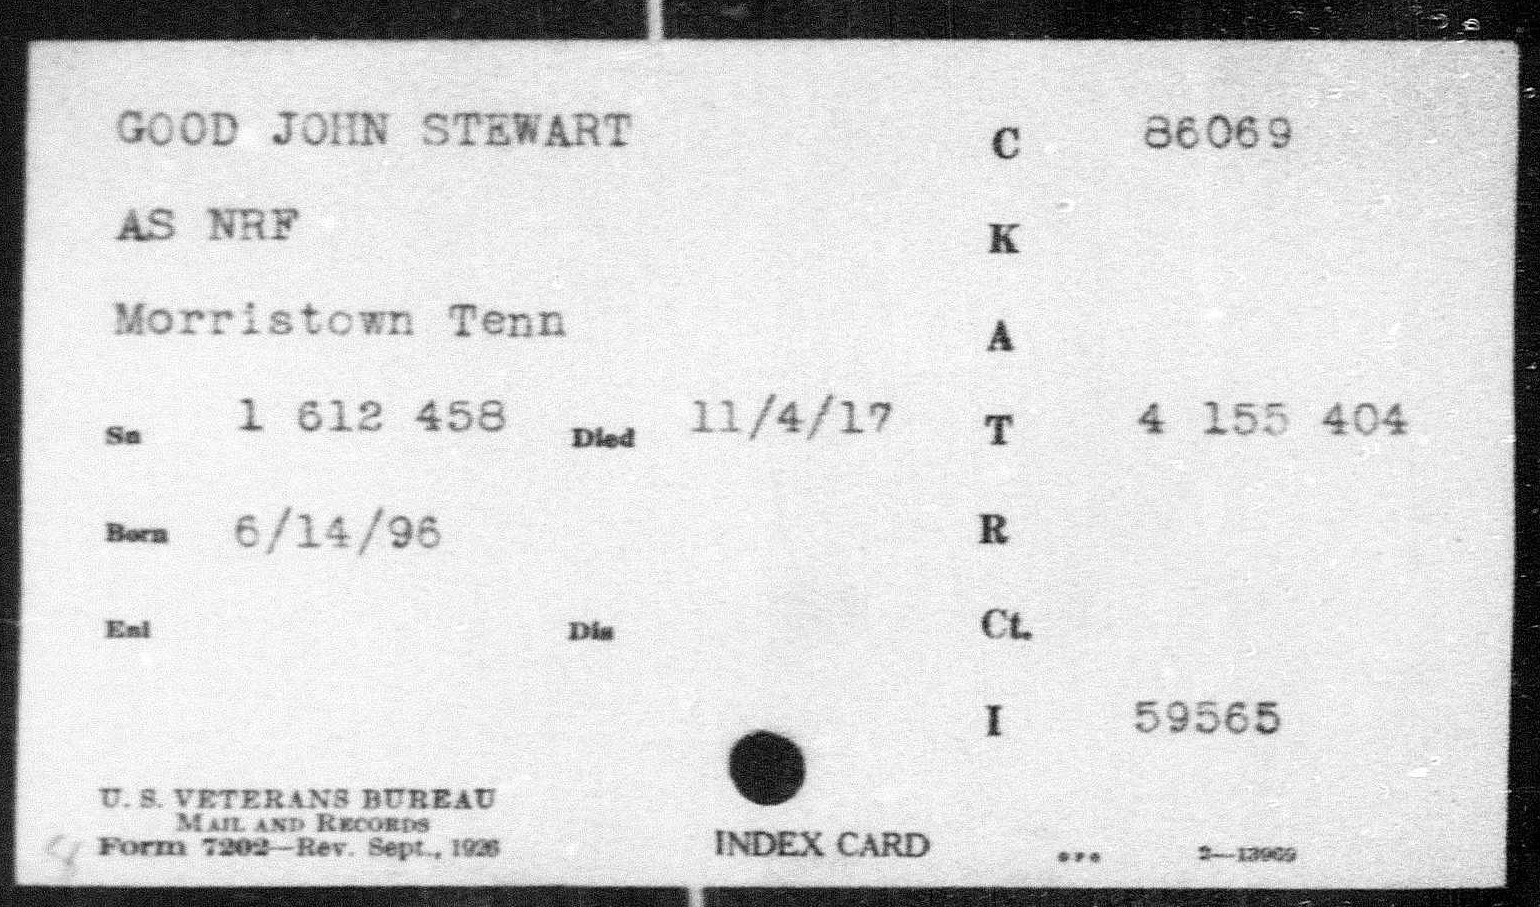 GOOD JOHN STEWART
C 86069
AS NRF
K
Morristown Tenn
A
Sn 1 612 458 Died 11/4/17
T 4 155 404
Born 6/14/96
R
Enl Dis
Ct.
I 59565
U. S. VETERANS BUREAU
MAIL AND RECORDS
Form 7202—Rev. Sept., 1926
INDEX CARD
GPO 2—13969